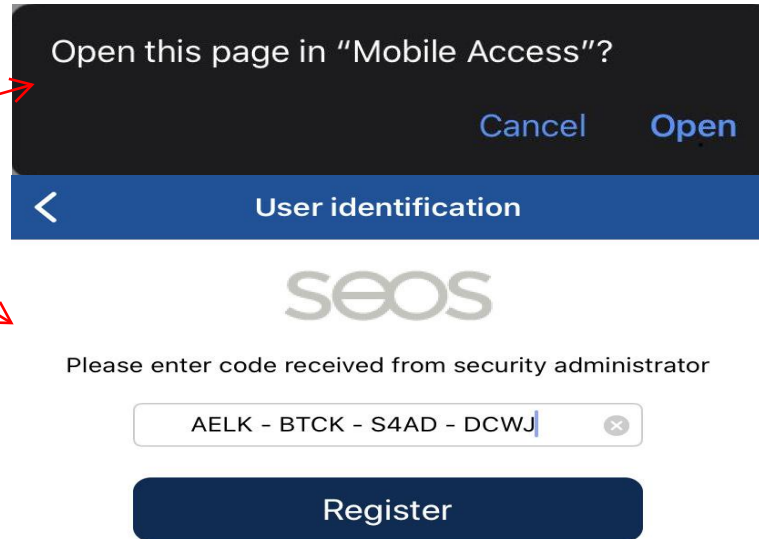 Open this page in “Mobile Access”?
Cancel Open
User identification
seos
Please enter code received from security administrator
AELK - BTCK - S4AD - DCWJ
Register